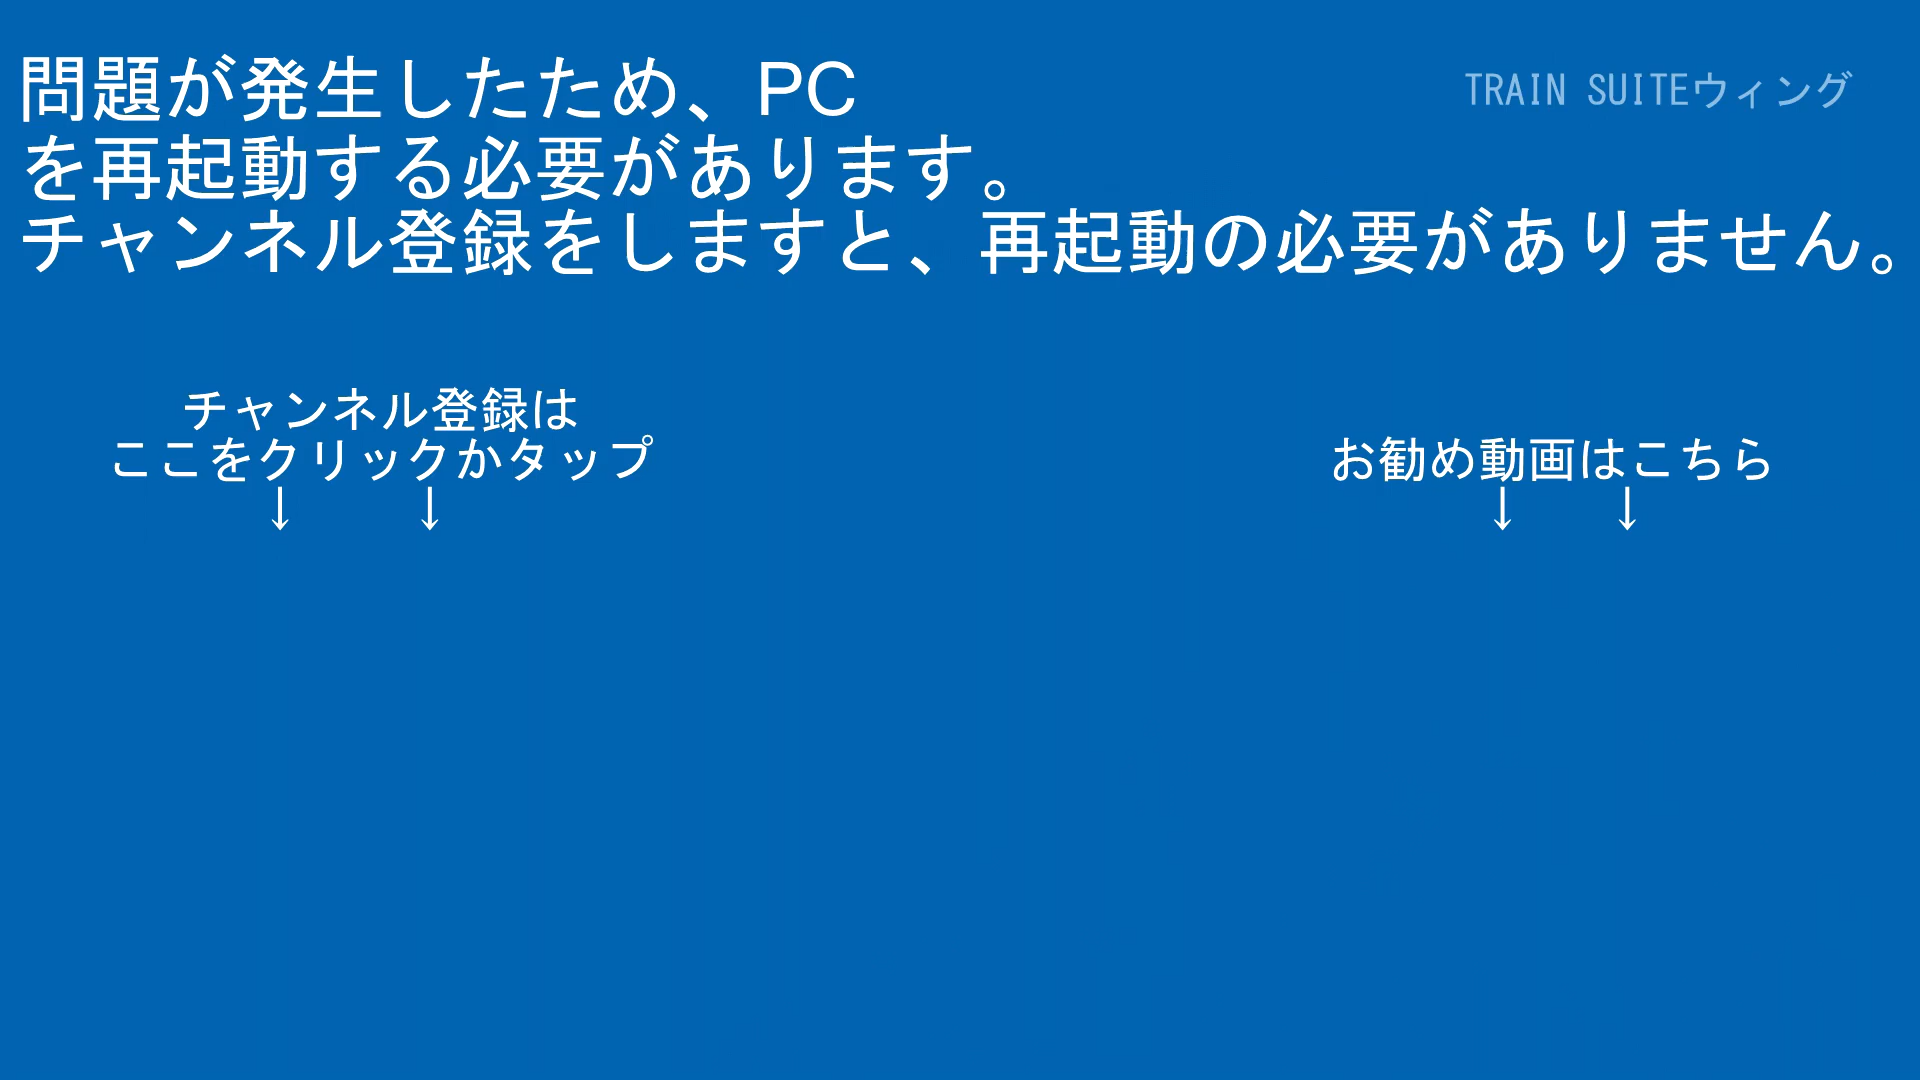 問題が発生したため、PC
を再起動する必要があります。
チャンネル登録をしますと、再起動の必要がありません。
TRAIN SUITEウィング
チャンネル登録は
ここをクリックかタップ
↓ ↓
お勧め動画はこちら
↓ ↓